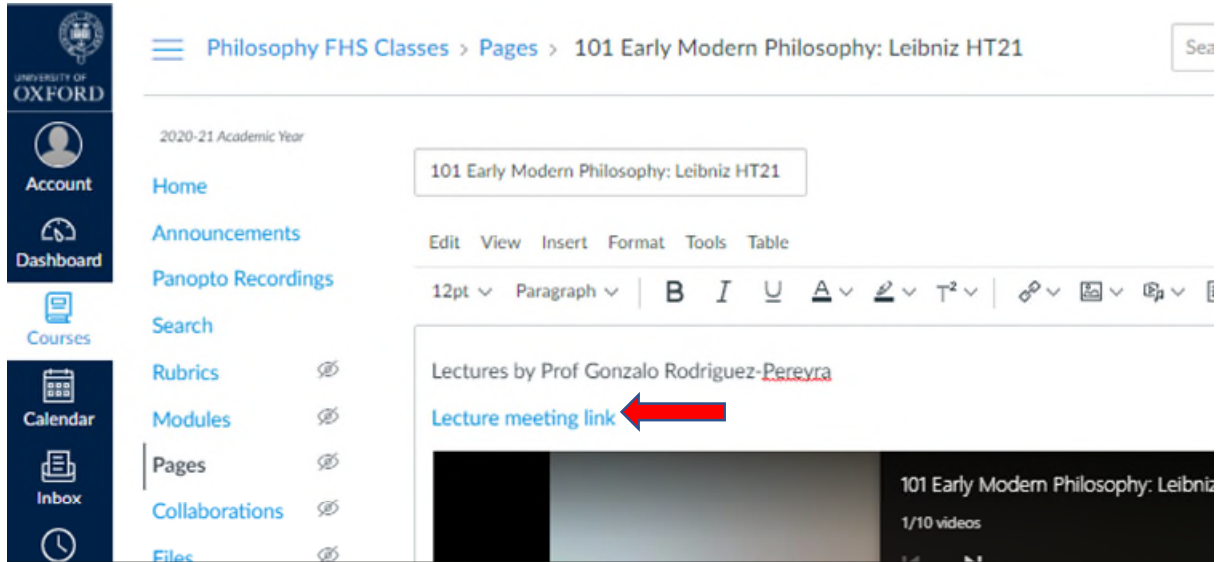 UNIVERSITY OF
OXFORD
Account
Dashboard
Courses
Calendar
Inbox
Philosophy FHS Classes > Pages > 101 Early Modern Philosophy: Leibniz HT21
Sea
2020-21 Academic Year
Home
Announcements
Panopto Recordings
Search
Rubrics
Modules
Pages
Collaborations
Files
101 Early Modern Philosophy: Leibniz HT21
Edit View Insert Format Tools Table
12pt Paragraph B I U A T²
Lectures by Prof Gonzalo Rodriguez-Pereyra
Lecture meeting link
101 Early Modern Philosophy: Leibniz
1/10 videos